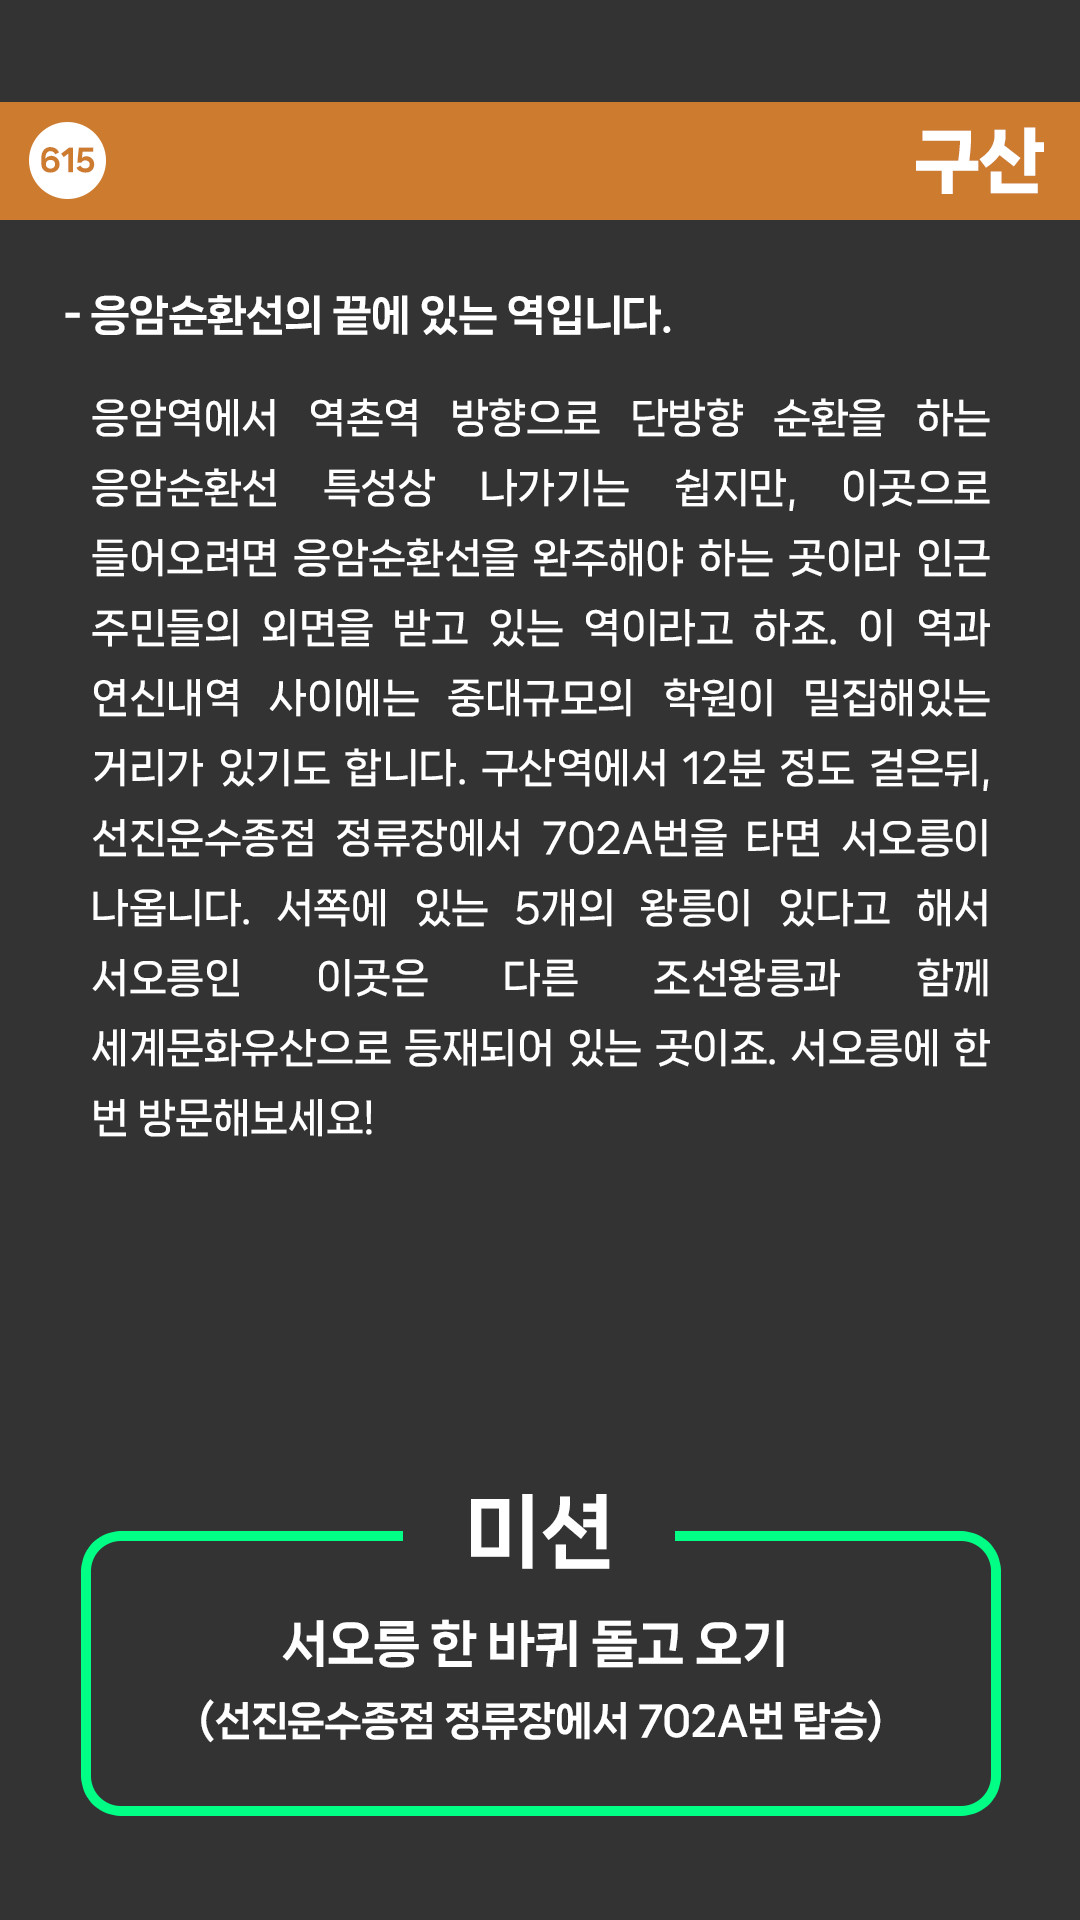 615
구산
- 응암순환선의 끝에 있는 역입니다.
응암역에서 역촌역 방향으로 단방향 순환을 하는
응암순환선 특성상 나가기는 쉽지만, 이곳으로
들어오려면 응암순환선을 완주해야 하는 곳이라 인근
주민들의 외면을 받고 있는 역이라고 하죠. 이 역과
연신내역 사이에는 중대규모의 학원이 밀집해있는
거리가 있기도 합니다. 구산역에서 12분 정도 걸은뒤,
선진운수종점 정류장에서 702A번을 타면 서오릉이
나옵니다. 서쪽에 있는 5개의 왕릉이 있다고 해서
서오릉인 이곳은 다른 조선왕릉과 함께
세계문화유산으로 등재되어 있는 곳이죠. 서오릉에 한
번 방문해보세요!
미션
서오릉 한 바퀴 돌고 오기
(선진운수종점 정류장에서 702A번 탑승)